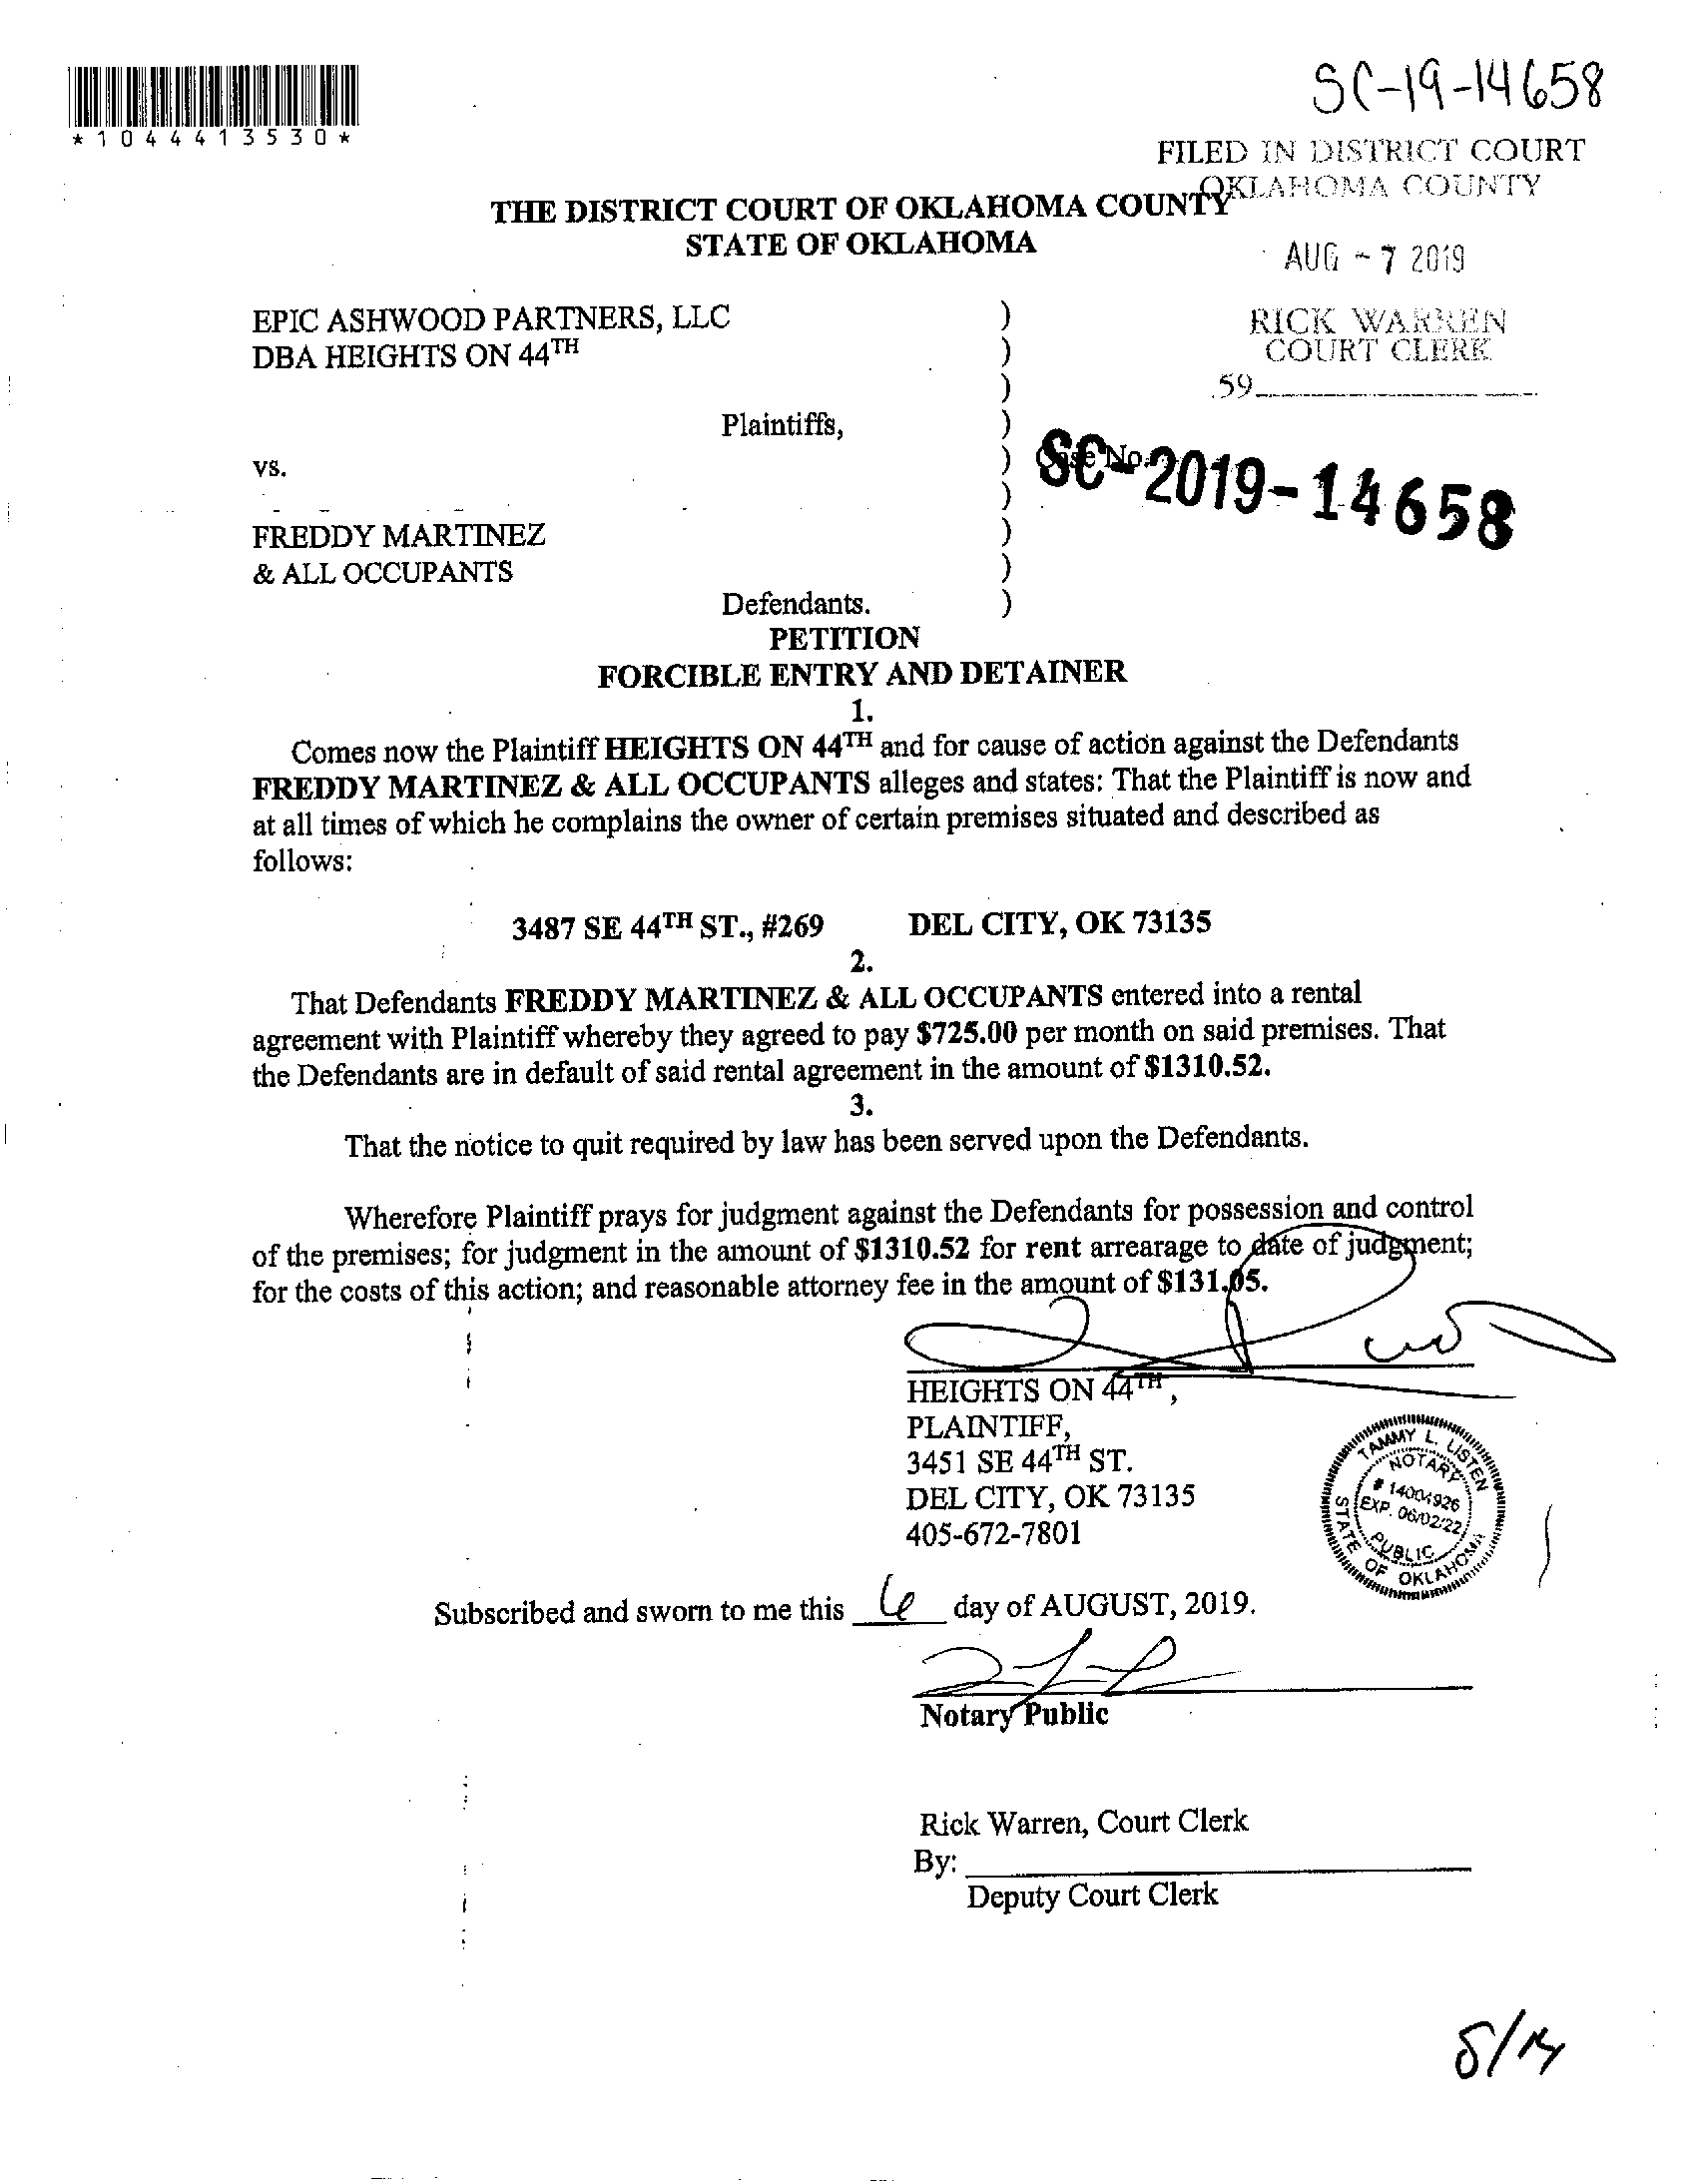 SC-19-14658
*1044413530*
FILED IN DISTRICT COURT
OKLAHOMA COUNTY
THE DISTRICT COURT OF OKLAHOMA COUNTY
STATE OF OKLAHOMA
AUG - 7 2019
EPIC ASHWOOD PARTNERS, LLC )
DBA HEIGHTS ON 44TH )
RICK WARREN
COURT CLERK
59
)
Plaintiffs, )
vs. ) Case No.
SC-2019-14658
)
FREDDY MARTINEZ )
& ALL OCCUPANTS )
Defendants. )
PETITION
FORCIBLE ENTRY AND DETAINER
1.
Comes now the Plaintiff HEIGHTS ON 44TH and for cause of action against the Defendants
FREDDY MARTINEZ & ALL OCCUPANTS alleges and states: That the Plaintiff is now and
at all times of which he complains the owner of certain premises situated and described as
follows:
3487 SE 44TH ST., #269 DEL CITY, OK 73135
2.
That Defendants FREDDY MARTINEZ & ALL OCCUPANTS entered into a rental
agreement with Plaintiff whereby they agreed to pay $725.00 per month on said premises. That
the Defendants are in default of said rental agreement in the amount of $1310.52.
3.
That the notice to quit required by law has been served upon the Defendants.
Wherefore Plaintiff prays for judgment against the Defendants for possession and control
of the premises; for judgment in the amount of $1310.52 for rent arrearage to date of judgment;
for the costs of this action; and reasonable attorney fee in the amount of $131.05.
HEIGHTS ON 44TH,
PLAINTIFF,
3451 SE 44TH ST.
DEL CITY, OK 73135
405-672-7801
TAMMY L. LISTEN
NOTARY
# 14004926
EXP. 06/02/22
PUBLIC
STATE OF OKLAHOMA
Subscribed and sworn to me this 6 day of AUGUST, 2019.
Notary Public
Rick Warren, Court Clerk
By:
Deputy Court Clerk
8/14